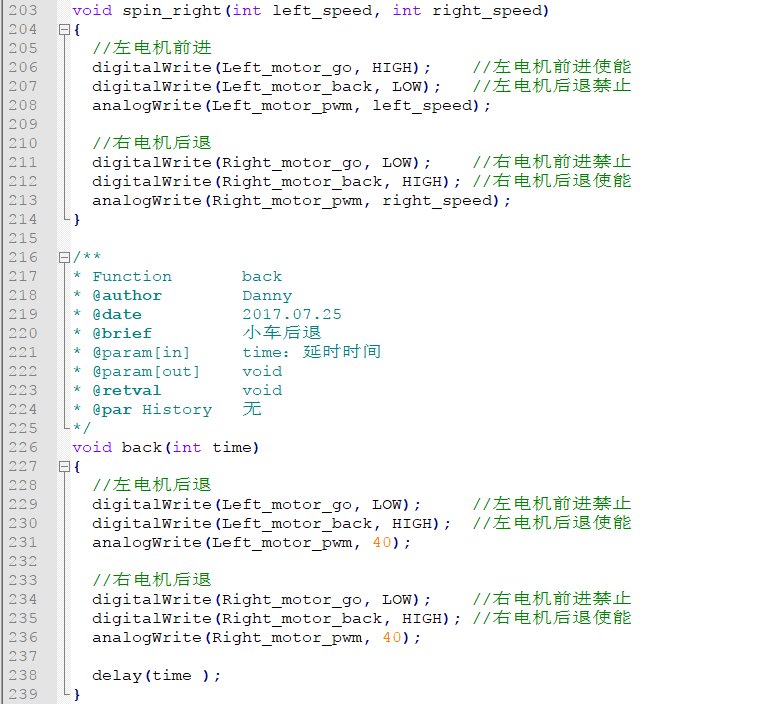 203 void spin_right(int left_speed, int right_speed)
204 {
205 //左电机前进
206 digitalWrite(Left_motor_go, HIGH); //左电机前进使能
207 digitalWrite(Left_motor_back, LOW); //左电机后退禁止
208 analogWrite(Left_motor_pwm, left_speed);
209
210 //右电机后退
211 digitalWrite(Right_motor_go, LOW); //右电机前进禁止
212 digitalWrite(Right_motor_back, HIGH); //右电机后退使能
213 analogWrite(Right_motor_pwm, right_speed);
214 }
215
216 /**
217 * Function back
218 * @author Danny
219 * @date 2017.07.25
220 * @brief 小车后退
221 * @param[in] time：延时时间
222 * @param[out] void
223 * @retval void
224 * @par History 无
225 */
226 void back(int time)
227 {
228 //左电机后退
229 digitalWrite(Left_motor_go, LOW); //左电机前进禁止
230 digitalWrite(Left_motor_back, HIGH); //左电机后退使能
231 analogWrite(Left_motor_pwm, 40);
232
233 //右电机后退
234 digitalWrite(Right_motor_go, LOW); //右电机前进禁止
235 digitalWrite(Right_motor_back, HIGH); //右电机后退使能
236 analogWrite(Right_motor_pwm, 40);
237
238 delay(time );
239 }